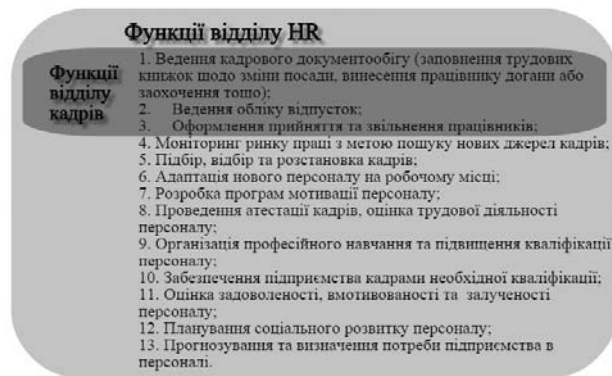 Функції відділу HR
Функції
відділу
кадрів
1. Ведення кадрового документообігу (заповнення трудових
книжок щодо зміни посади, винесення працівнику догани або
заохочення тощо);
2. Ведення обліку відпусток;
3. Оформлення прийняття та звільнення працівників;
4. Моніторинг ринку праці з метою пошуку нових джерел кадрів;
5. Підбір, відбір та розстановка кадрів;
6. Адаптація нового персоналу на робочому місці;
7. Розробка програм мотивації персоналу;
8. Проведення атестації кадрів, оцінка трудової діяльності
персоналу;
9. Організація професійного навчання та підвищення кваліфікації
персоналу;
10. Забезпечення підприємства кадрами необхідної кваліфікації;
11. Оцінка задоволеності, вмотивованості та залученості
персоналу;
12. Планування соціального розвитку персоналу;
13. Прогнозування та визначення потреби підприємства в
персоналі.